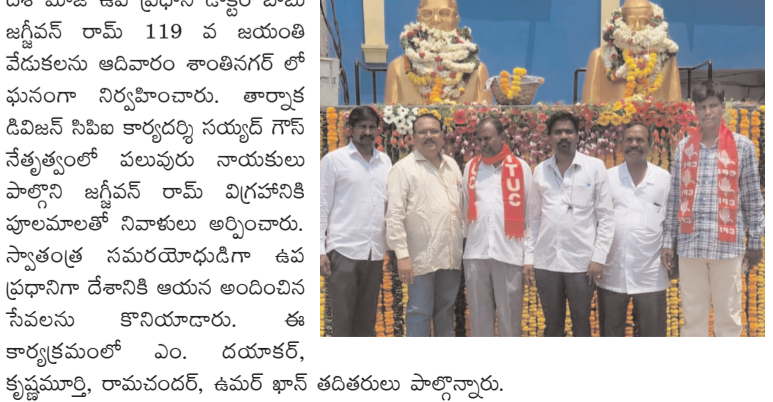 దేశ మాజీ ఉప ప్రధాని డాక్టర్ బాబు
జగ్జీవన్ రామ్ 119 వ జయంతి
వేడుకలను ఆదివారం శాంతినగర్ లో
ఘనంగా నిర్వహించారు. తార్నాక
డివిజన్ సిపిఐ కార్యదర్శి సయ్యద్ గౌస్
నేతృత్వంలో పలువురు నాయకులు
పాల్గొని జగ్జీవన్ రామ్ విగ్రహానికి
పూలమాలతో నివాళులు అర్పించారు.
స్వాతంత్ర సమరయోధుడిగా ఉప
ప్రధానిగా దేశానికి ఆయన అందించిన
సేవలను కొనియాడారు. ఈ
కార్యక్రమంలో ఎం. దయాకర్,
కృష్ణమూర్తి, రామచందర్, ఉమర్ ఖాన్ తదితరులు పాల్గొన్నారు.
TUC
CPI
CPI